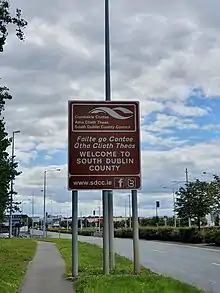 Comhairle Contae
Átha Cliath Theas
South Dublin County Council
Failte go Contae
Átha Cliath Theas
WELCOME TO
SOUTH DUBLIN
COUNTY
www.sdcc.ie